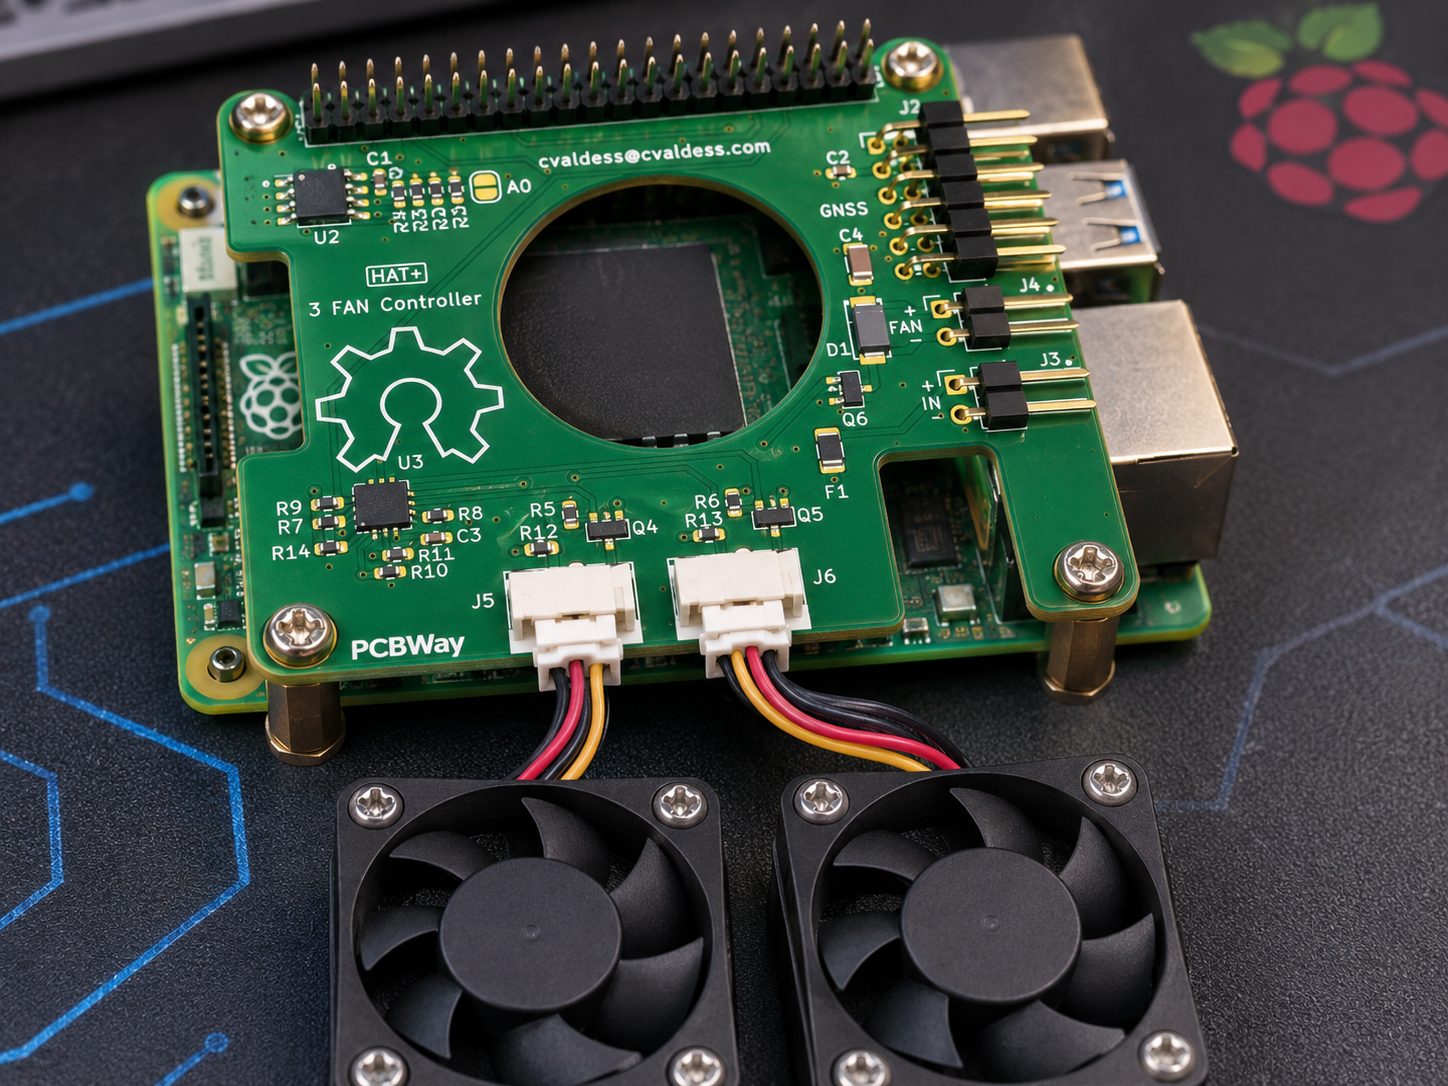 J2
cvaldess@cvaldess.com
C1
C2
A0
R4
R3
R2
U2
GNSS
C4
HAT+
3 FAN Controller
J4
+
FAN
-
D1
J3
+
IN
-
Q6
U3
F1
R9
R8
R7
C3
R14
R11
R10
R5
Q4
R12
R6
Q5
R13
J5
J6
PCBWay